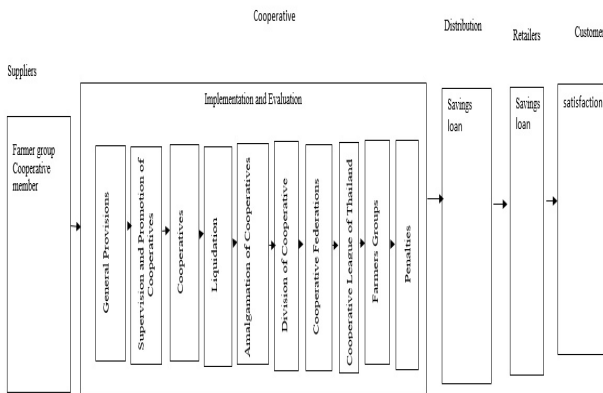 Cooperative
Distribution
Retailers
Customer
Suppliers
Implementation and Evaluation
Farmer group
Cooperative
member
General Provisions
Supervision and Promotion of
Cooperatives
Cooperatives
Liquidation
Amalgamation of Cooperatives
Division of Cooperative
Cooperative Federations
Cooperative League of Thailand
Farmers Groups
Penalties
Savings
loan
Savings
loan
satisfaction